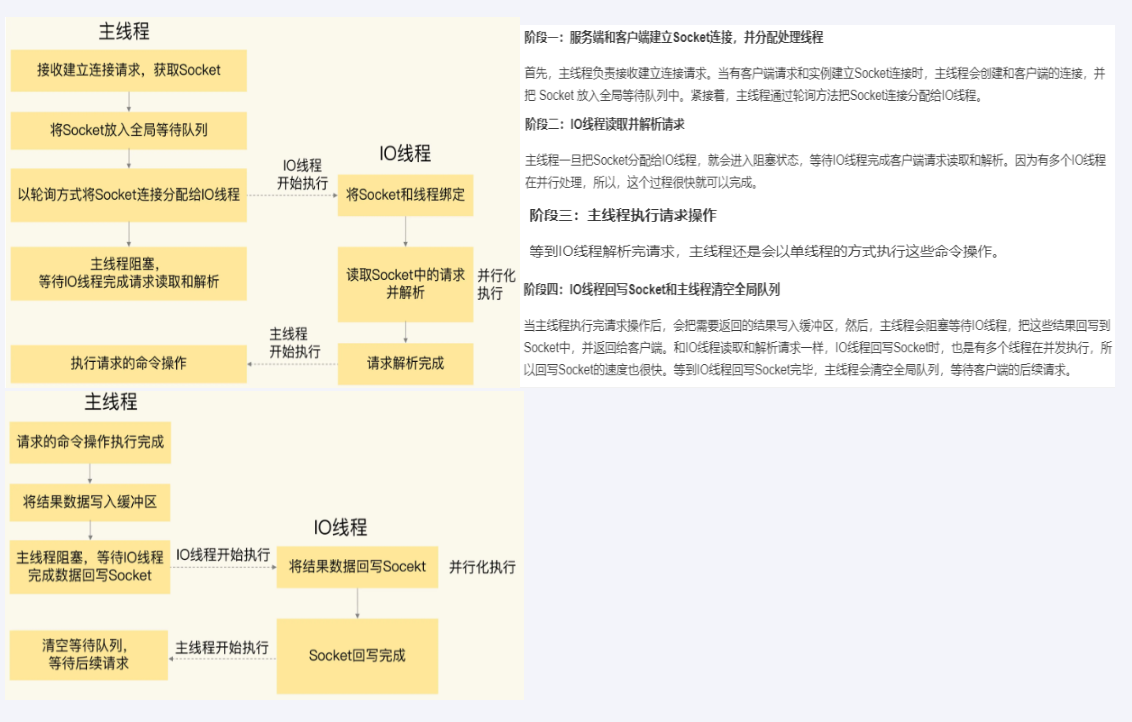 主线程
接收建立连接请求，获取Socket
将Socket放入全局等待队列
以轮询方式将Socket连接分配给IO线程
主线程阻塞，
等待IO线程完成请求读取和解析
执行请求的命令操作
IO线程
开始执行
主线程
开始执行
IO线程
将Socket和线程绑定
读取Socket中的请求
并解析
请求解析完成
并行化
执行
阶段一：服务端和客户端建立Socket连接，并分配处理线程
首先，主线程负责接收建立连接请求。当有客户端请求和实例建立Socket连接时，主线程会创建和客户端的连接，并
把 Socket 放入全局等待队列中。紧接着，主线程通过轮询方法把Socket连接分配给IO线程。
阶段二：IO线程读取并解析请求
主线程一旦把Socket分配给IO线程，就会进入阻塞状态，等待IO线程完成客户端请求读取和解析。因为有多个IO线程
在并行处理，所以，这个过程很快就可以完成。
阶段三：主线程执行请求操作
等到IO线程解析完请求，主线程还是会以单线程的方式执行这些命令操作。
阶段四：IO线程回写Socket和主线程清空全局队列
当主线程执行完请求操作后，会把需要返回的结果写入缓冲区，然后，主线程会阻塞等待IO线程，把这些结果回写到
Socket中，并返回给客户端。和IO线程读取和解析请求一样，IO线程回写Socket时，也是有多个线程在并发执行，所
以回写Socket的速度也很快。等到IO线程回写Socket完毕，主线程会清空全局队列，等待客户端的后续请求。
主线程
请求的命令操作执行完成
将结果数据写入缓冲区
主线程阻塞，等待IO线程
完成数据回写Socket
清空等待队列，
等待后续请求
IO线程开始执行
主线程开始执行
IO线程
将结果数据回写Socekt
Socket回写完成
并行化执行